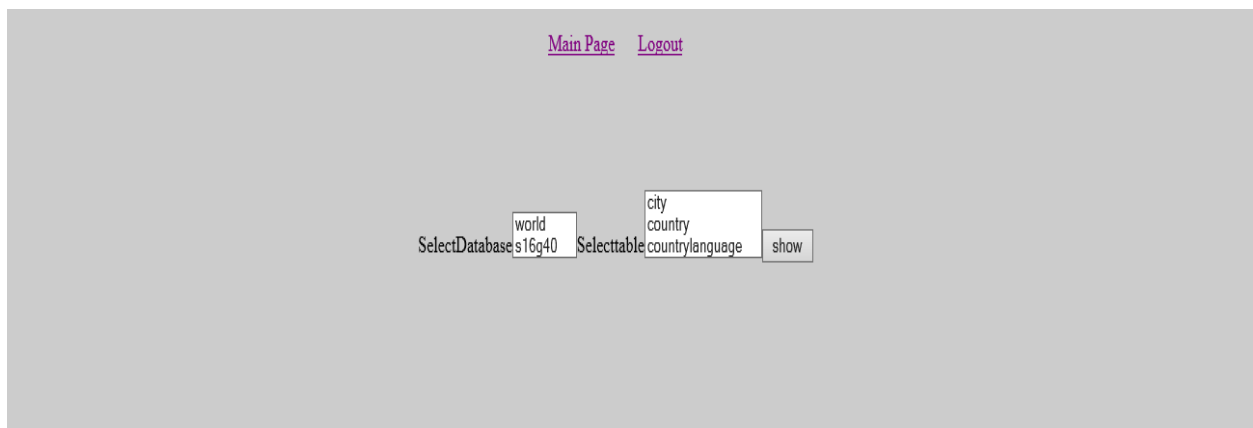 Main Page Logout
SelectDatabase
world
s16g40
Selecttable
city
country
countrylanguage
show